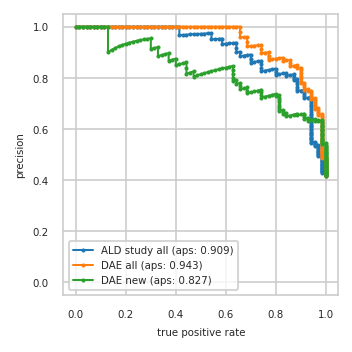 1.0
0.8
0.6
0.4
0.2
0.0
precision
ALD study all (aps: 0.909)
DAE all (aps: 0.943)
DAE new (aps: 0.827)
0.0 0.2 0.4 0.6 0.8 1.0
true positive rate